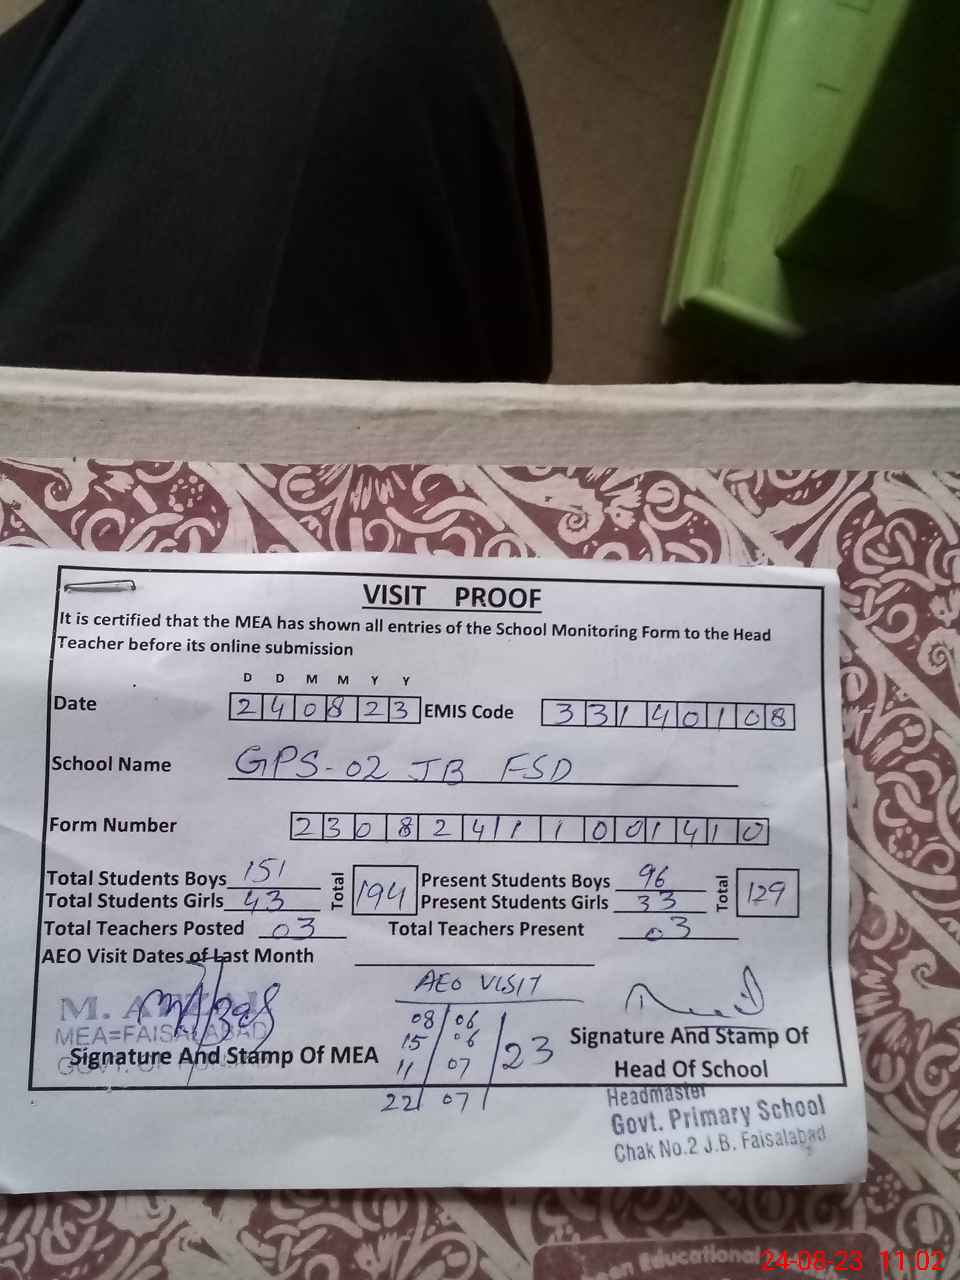 VISIT PROOF
It is certified that the MEA has shown all entries of the School Monitoring Form to the Head
Teacher before its online submission
D D M M Y Y
Date 2 4 0 8 2 3 EMIS Code 3 3 1 4 0 1 0 8
School Name GPS-02 JB FSD
Form Number 2 3 0 8 2 4 1 1 0 0 1 4 1 0
Total Students Boys 151 Total 194 Present Students Boys 96 Total 129
Total Students Girls 43 Present Students Girls 33
Total Teachers Posted 03 Total Teachers Present 03
AEO Visit Dates of Last Month
AEO VISIT
08/06
15/06
11/07 /23
22/07
M.
MEA=FAISALABAD
Signature And Stamp Of MEA
Signature And Stamp Of
Head Of School
Headmaster
Govt. Primary School
Chak No.2 J.B. Faisalabad
Educational
24-08-23 11:02